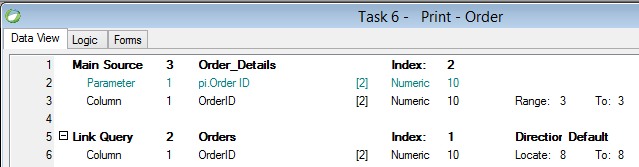 Task 6 - Print - Order
Data View Logic Forms
1 Main Source 3 Order_Details Index: 2
2 Parameter 1 pi.Order ID [2] Numeric 10
3 Column 1 OrderID [2] Numeric 10 Range: 3 To: 3
4
5 Link Query 2 Orders Index: 1 Direction Default
6 Column 1 OrderID [2] Numeric 10 Locate: 8 To: 8